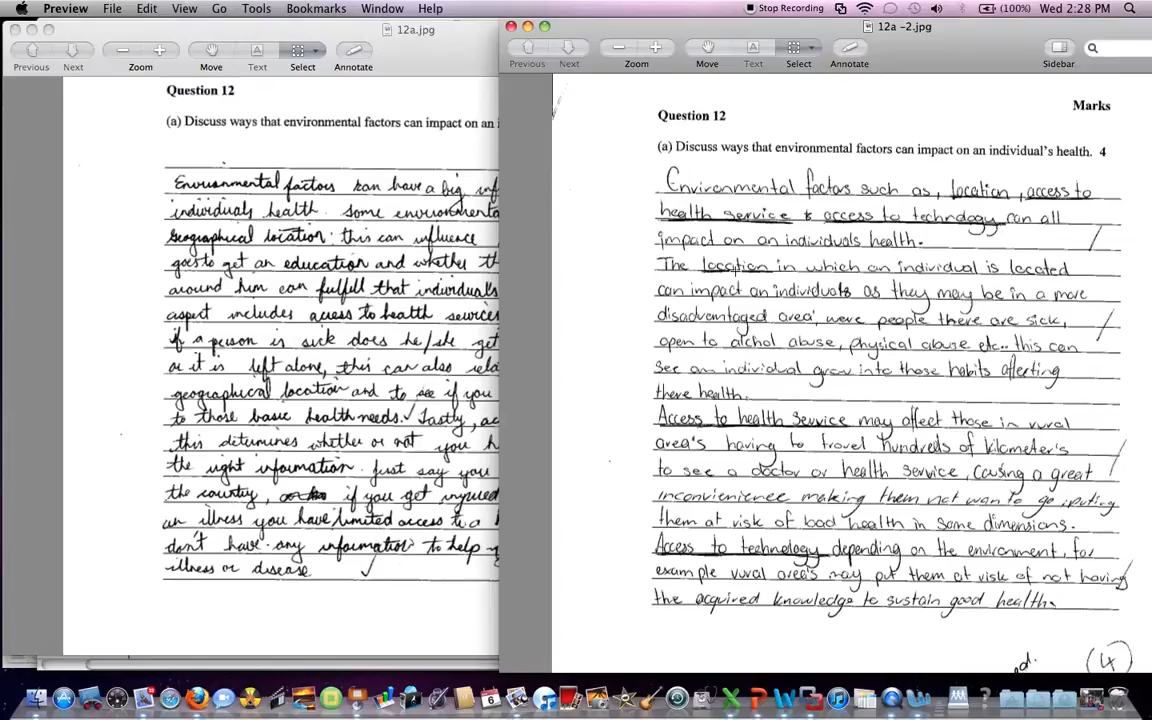 Preview File Edit View Go Tools Bookmarks Window Help
Stop Recording (100%) Wed 2:28 PM
12a.jpg
Previous Next Zoom Move Text Select Annotate
Question 12
(a) Discuss ways that environmental factors can impact on an i
Environmental factors can have a big inf
individuals health. Some environmenta
Geographical location: this can influence
goes to get an education and whether th
around him can fulfill that individuals
aspect includes access to health services
if a person is sick does he/she get
or it is left alone, this can also rela
geographical location and to see if you
to those basic health needs. Lastly, ac
this determines whether or not you h
the right information. Just say you
the country, if you get injured
an illness you have limited access to a
don't have any information to help
illness or disease
12a -2.jpg
Previous Next Zoom Move Text Select Annotate Sidebar
Marks
Question 12
(a) Discuss ways that environmental factors can impact on an individual's health. 4
Environmental factors such as, location, access to
health service & access to technology can all
impact on an individuals health.
The location in which an individual is located
can impact an individuals as they may be in a more
disadvantaged area, were people there are sick,
open to alchol abuse, physical abuse etc.. this can
see an individual grow into those habits affecting
there health.
Access to health service may affect those in rural
area's having to travel hundreds of kilometer's
to see a doctor or health service, causing a great
inconvienience making them not want to go, puting
them at risk of bad health in some dimensions.
Access to technology depending on the environment, for
example rural area's may put them at risk of not having
the acquired knowledge to sustain good health.
nd.
4